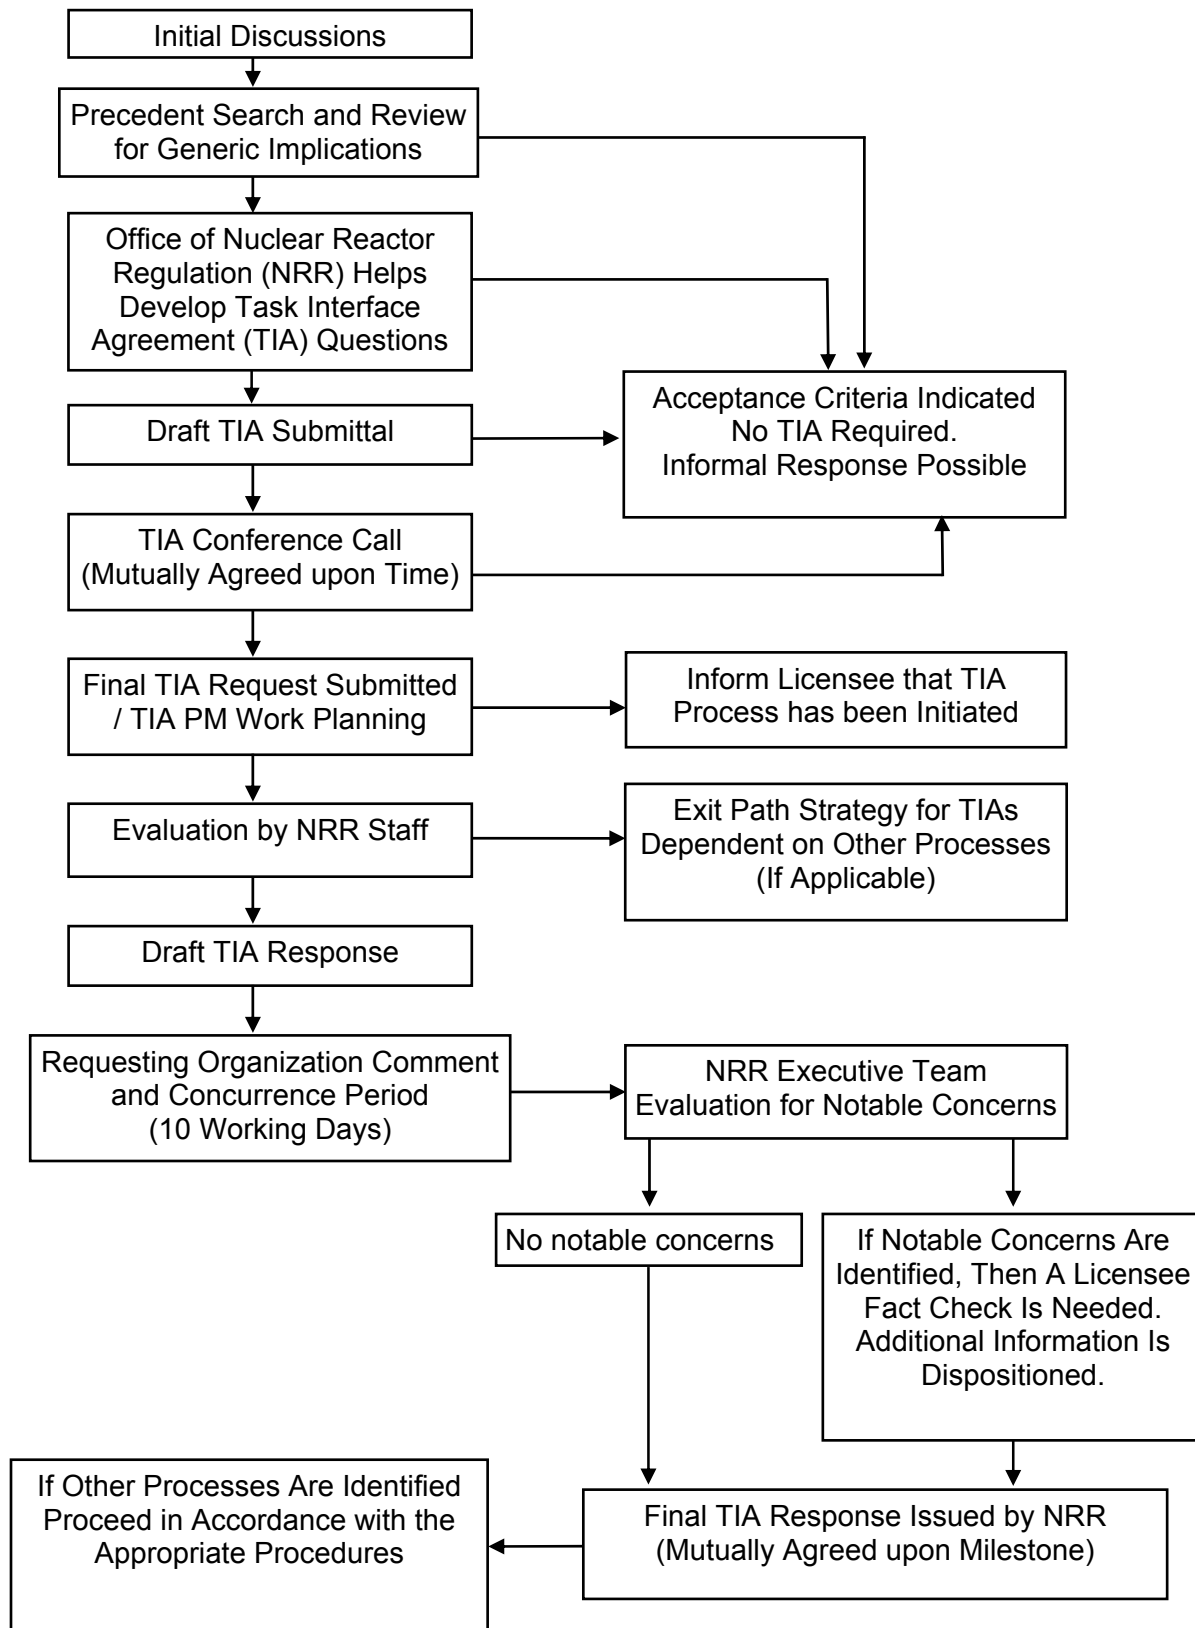 Initial Discussions
Precedent Search and Review
for Generic Implications
Office of Nuclear Reactor
Regulation (NRR) Helps
Develop Task Interface
Agreement (TIA) Questions
Acceptance Criteria Indicated
No TIA Required.
Informal Response Possible
Draft TIA Submittal
TIA Conference Call
(Mutually Agreed upon Time)
Final TIA Request Submitted
/ TIA PM Work Planning
Inform Licensee that TIA
Process has been Initiated
Evaluation by NRR Staff
Exit Path Strategy for TIAs
Dependent on Other Processes
(If Applicable)
Draft TIA Response
Requesting Organization Comment
and Concurrence Period
(10 Working Days)
NRR Executive Team
Evaluation for Notable Concerns
No notable concerns
If Notable Concerns Are
Identified, Then A Licensee
Fact Check Is Needed.
Additional Information Is
Dispositioned.
If Other Processes Are Identified
Proceed in Accordance with the
Appropriate Procedures
Final TIA Response Issued by NRR
(Mutually Agreed upon Milestone)